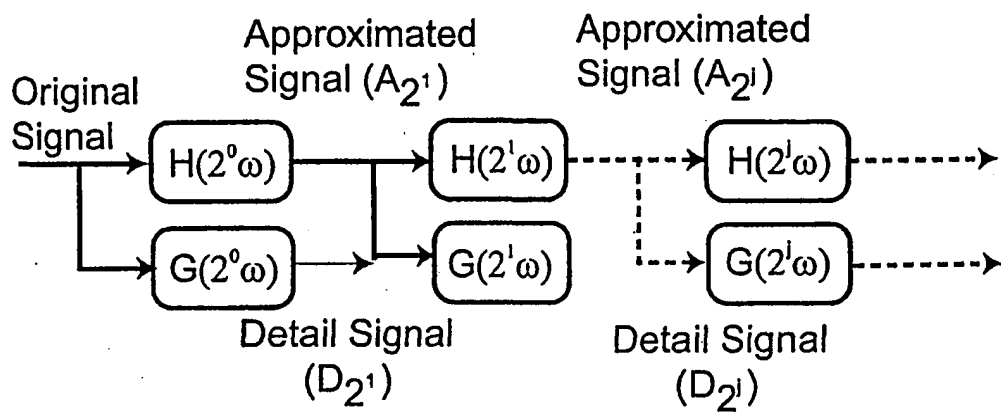 Approximated
Signal (A₂¹)
Approximated
Signal (A₂ʲ)
Original
Signal
H(2⁰ω)
H(2¹ω)
H(2ʲω)
G(2⁰ω)
G(2¹ω)
G(2ʲω)
Detail Signal
(D₂¹)
Detail Signal
(D₂ʲ)